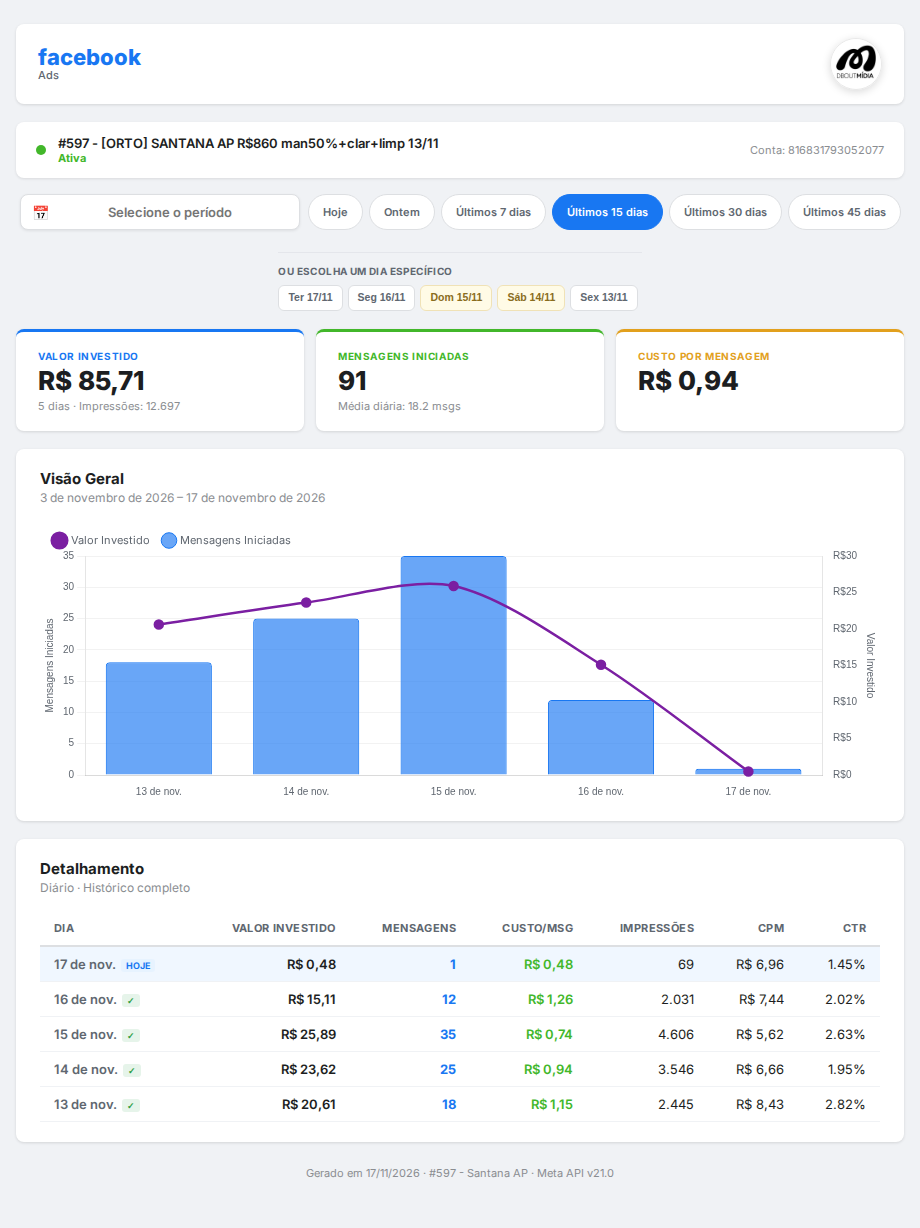 facebook
Ads
DBOUTMÍDIA
#597 - [ORTO] SANTANA AP R$860 man50%+clar+limp 13/11
Ativa
Conta: 816831793052077
Selecione o período
Hoje
Ontem
Últimos 7 dias
Últimos 15 dias
Últimos 30 dias
Últimos 45 dias
OU ESCOLHA UM DIA ESPECÍFICO
Ter 17/11
Seg 16/11
Dom 15/11
Sáb 14/11
Sex 13/11
VALOR INVESTIDO
R$ 85,71
5 dias · Impressões: 12.697
MENSAGENS INICIADAS
91
Média diária: 18.2 msgs
CUSTO POR MENSAGEM
R$ 0,94
Visão Geral
3 de novembro de 2026 – 17 de novembro de 2026
Valor Investido
Mensagens Iniciadas
35
30
25
20
15
10
5
0
Mensagens Iniciadas
R$30
R$25
R$20
R$15
R$10
R$5
R$0
Valor Investido
13 de nov.
14 de nov.
15 de nov.
16 de nov.
17 de nov.
Detalhamento
Diário · Histórico completo
DIA VALOR INVESTIDO MENSAGENS CUSTO/MSG IMPRESSÕES CPM CTR
17 de nov. HOJE R$ 0,48 1 R$ 0,48 69 R$ 6,96 1.45%
16 de nov. ✓ R$ 15,11 12 R$ 1,26 2.031 R$ 7,44 2.02%
15 de nov. ✓ R$ 25,89 35 R$ 0,74 4.606 R$ 5,62 2.63%
14 de nov. ✓ R$ 23,62 25 R$ 0,94 3.546 R$ 6,66 1.95%
13 de nov. ✓ R$ 20,61 18 R$ 1,15 2.445 R$ 8,43 2.82%
Gerado em 17/11/2026 · #597 - Santana AP · Meta API v21.0